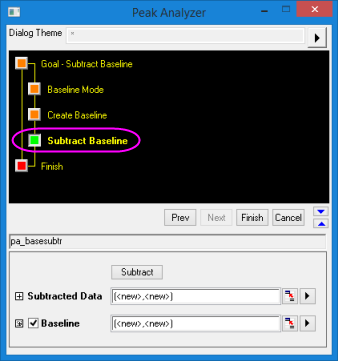 Peak Analyzer
Dialog Theme *
Goal - Subtract Baseline
Baseline Mode
Create Baseline
Subtract Baseline
Finish
Prev Next Finish Cancel
pa_basesubtr
Subtract
Subtracted Data (<new>,<new>)
Baseline (<new>,<new>)